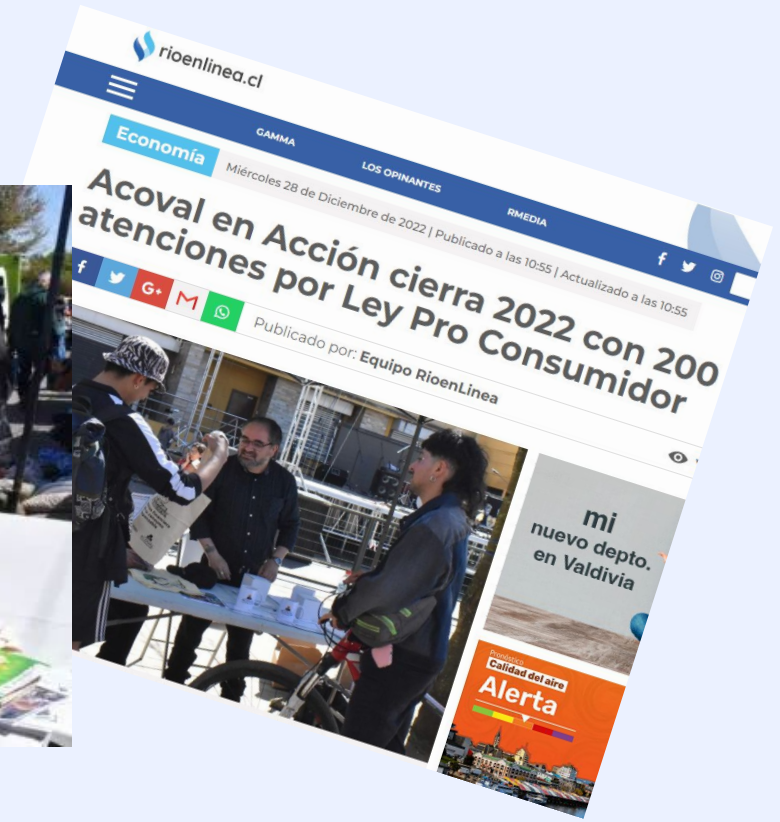 rioenlinea.cl
GAMMA
LOS OPINANTES
RMEDIA
Economía
Miércoles 28 de Diciembre de 2022 | Publicado a las 10:55 | Actualizado a las 10:55
Acoval en Acción cierra 2022 con 200
atenciones por Ley Pro Consumidor
Publicado por: Equipo RioenLinea
mi
nuevo depto.
en Valdivia
Pronóstico
Calidad del aire
Alerta